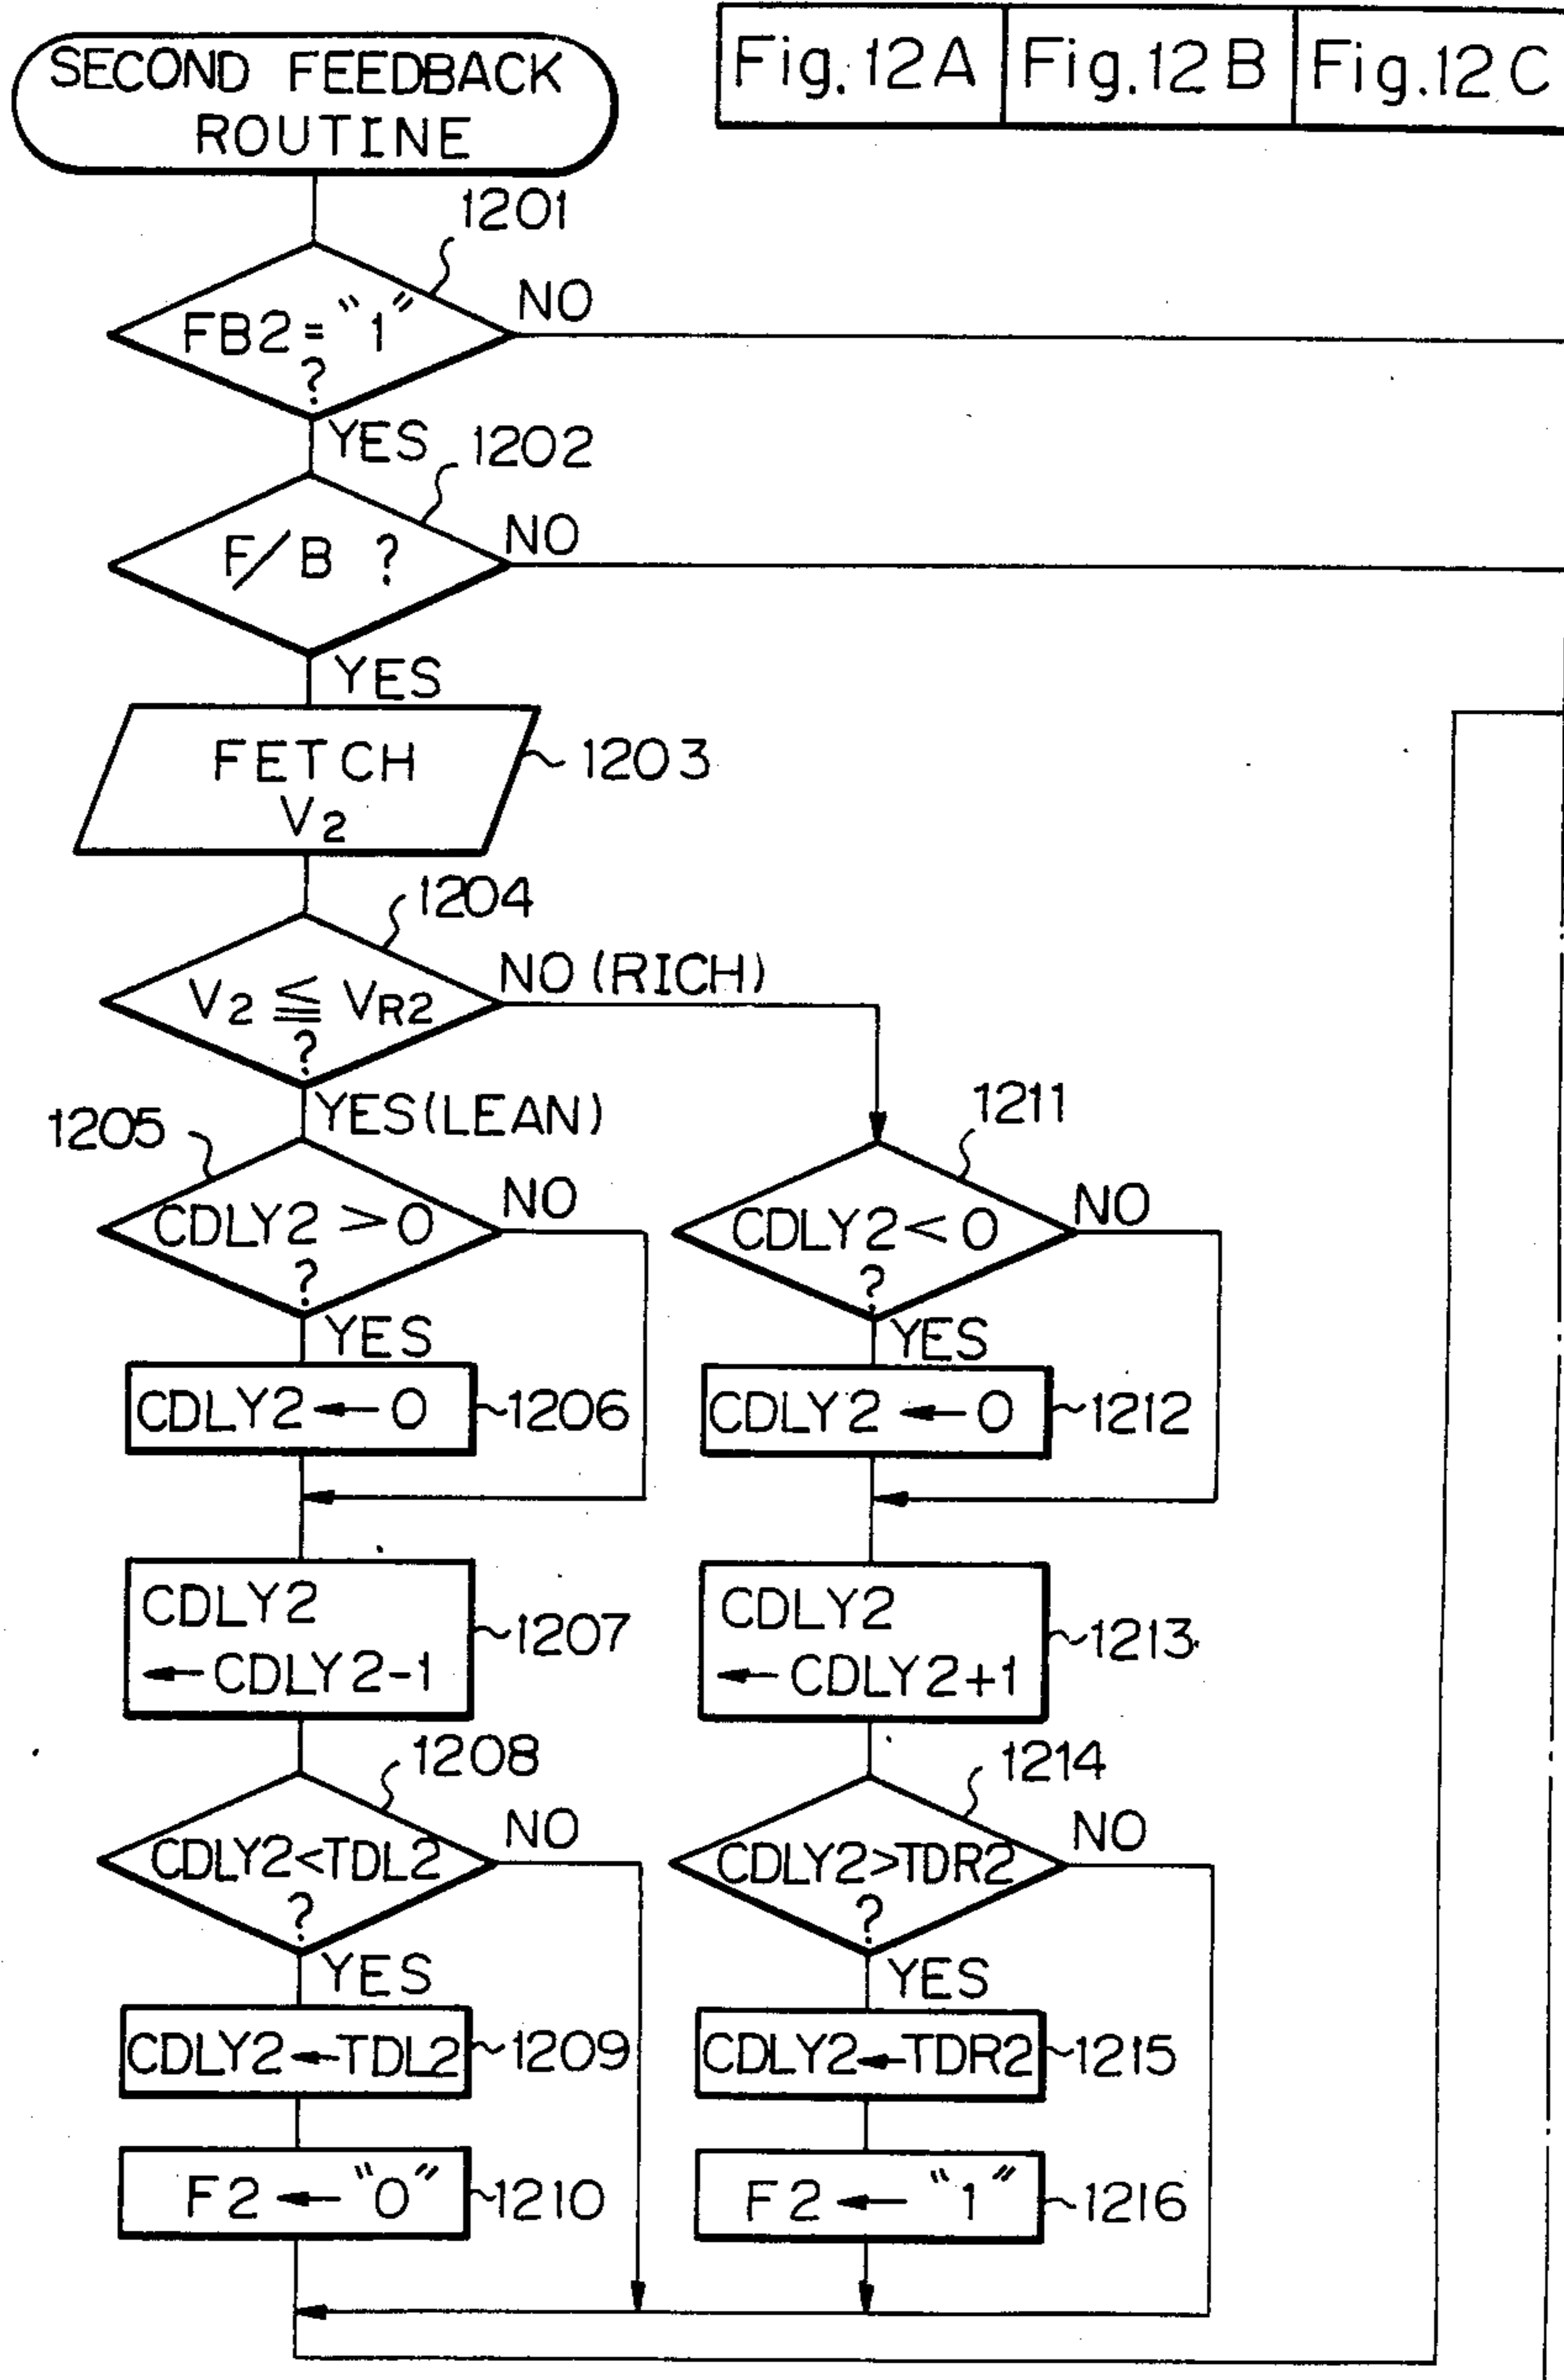 SECOND FEEDBACK
ROUTINE
Fig. 12A
Fig. 12B
Fig. 12C
1201
FB2 = "1"
?
NO
YES
1202
F/B ?
NO
YES
FETCH
V2
1203
1204
V2 ≦ VR2
?
NO (RICH)
YES (LEAN)
1205
CDLY2 > 0
?
NO
YES
1211
CDLY2 < 0
?
NO
YES
CDLY2 ← 0
1206
CDLY2 ← 0
1212
CDLY2
← CDLY2-1
1207
CDLY2
← CDLY2+1
1213
1208
CDLY2<TDL2
?
NO
YES
1214
CDLY2>TDR2
?
NO
YES
CDLY2←TDL2
1209
CDLY2←TDR2
1215
F2 ← "0"
1210
F2 ← "1"
1216